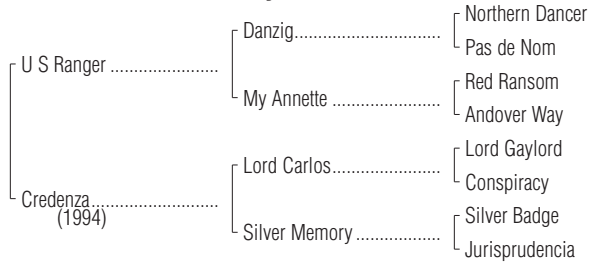 Northern Dancer
Danzig......................................
Pas de Nom
U S Ranger ............................
Red Ransom
My Annette ............................
Andover Way
Lord Gaylord
Lord Carlos............................
Conspiracy
Credenza................................
(1994)
Silver Badge
Silver Memory ......................
Jurisprudencia